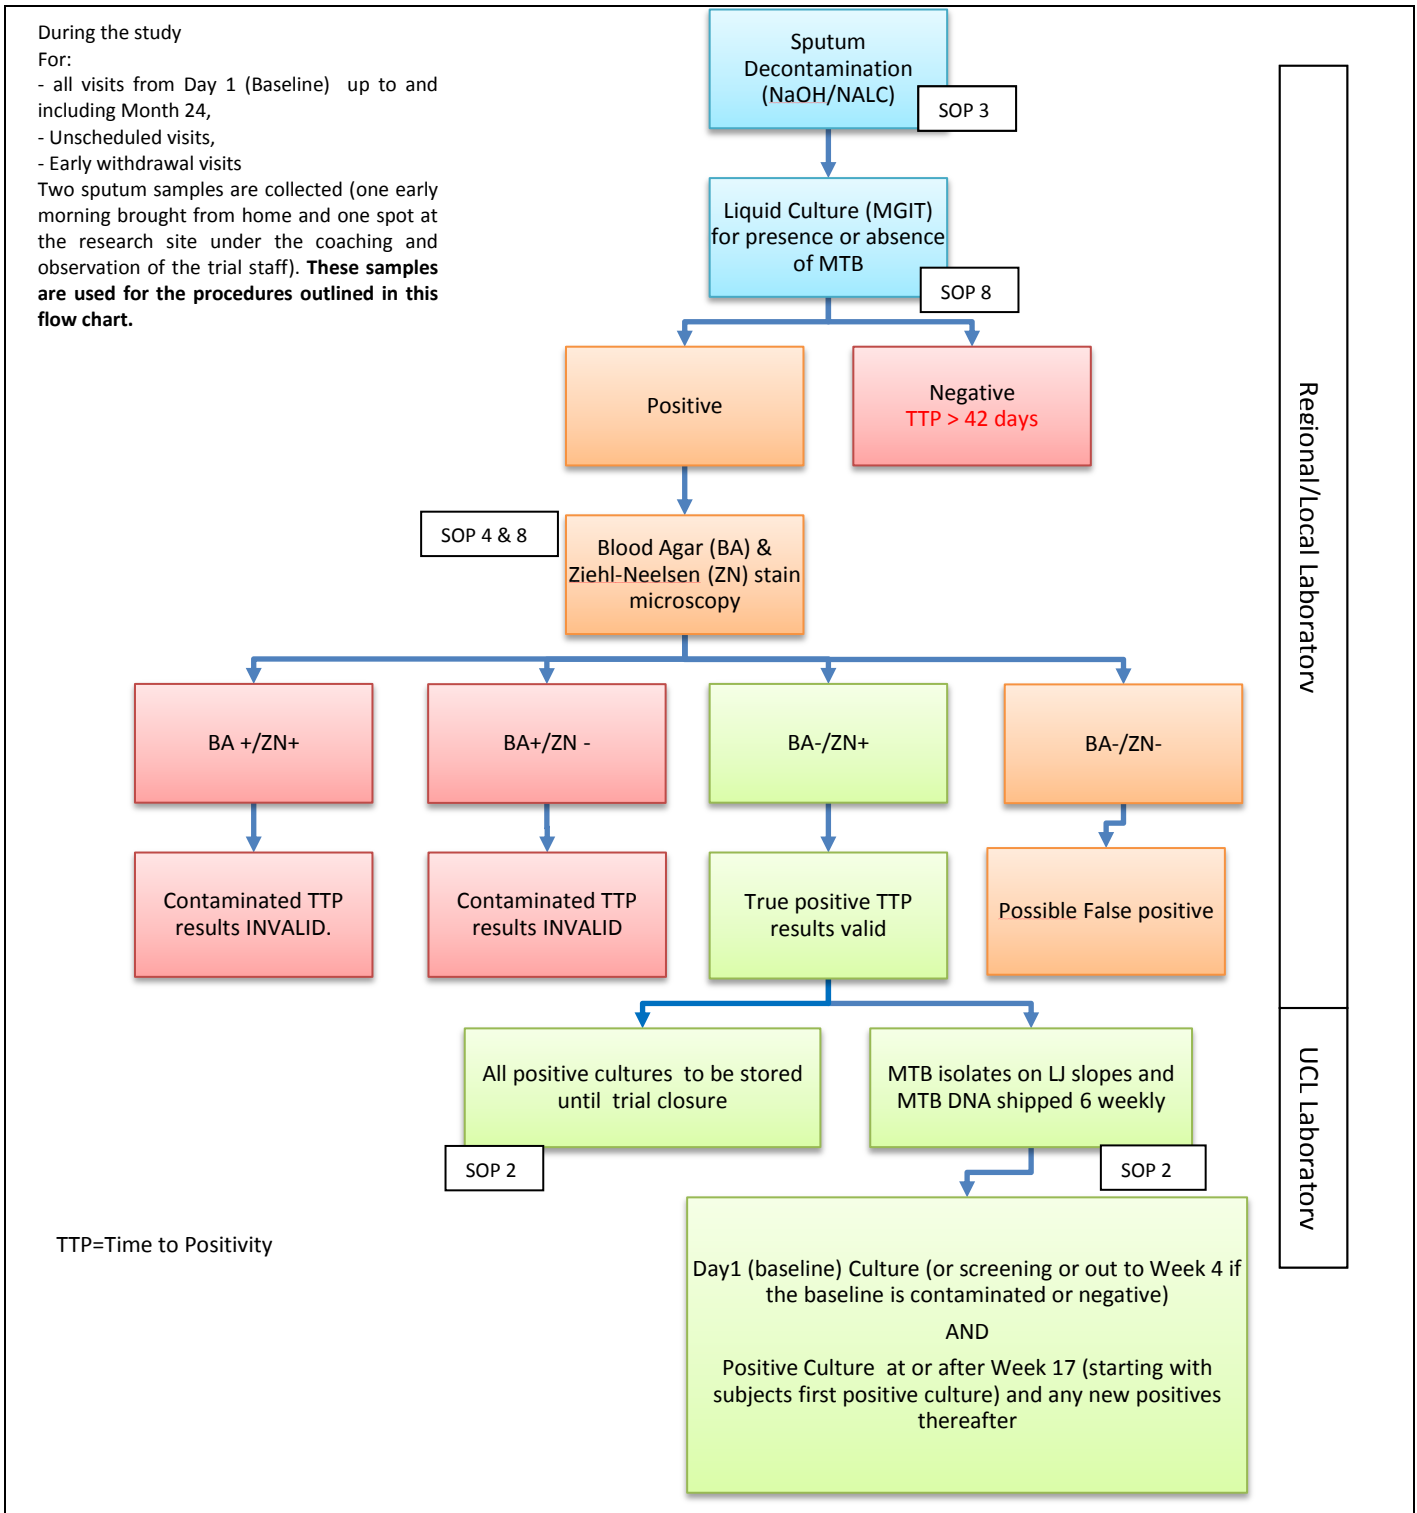 During the study
For:
- all visits from Day 1 (Baseline) up to and
including Month 24,
- Unscheduled visits,
- Early withdrawal visits
Two sputum samples are collected (one early
morning brought from home and one spot at
the research site under the coaching and
observation of the trial staff). These samples
are used for the procedures outlined in this
flow chart.
Sputum
Decontamination
(NaOH/NALC)
SOP 3
Liquid Culture (MGIT)
for presence or absence
of MTB
SOP 8
Positive
Negative
TTP > 42 days
SOP 4 & 8
Blood Agar (BA) &
Ziehl-Neelsen (ZN) stain
microscopy
BA +/ZN+
BA+/ZN -
BA-/ZN+
BA-/ZN-
Contaminated TTP
results INVALID.
Contaminated TTP
results INVALID
True positive TTP
results valid
Possible False positive
Regional/Local Laboratory
All positive cultures to be stored
until trial closure
SOP 2
MTB isolates on LJ slopes and
MTB DNA shipped 6 weekly
SOP 2
UCL Laboratory
Day1 (baseline) Culture (or screening or out to Week 4 if
the baseline is contaminated or negative)
AND
Positive Culture at or after Week 17 (starting with
subjects first positive culture) and any new positives
thereafter
TTP=Time to Positivity